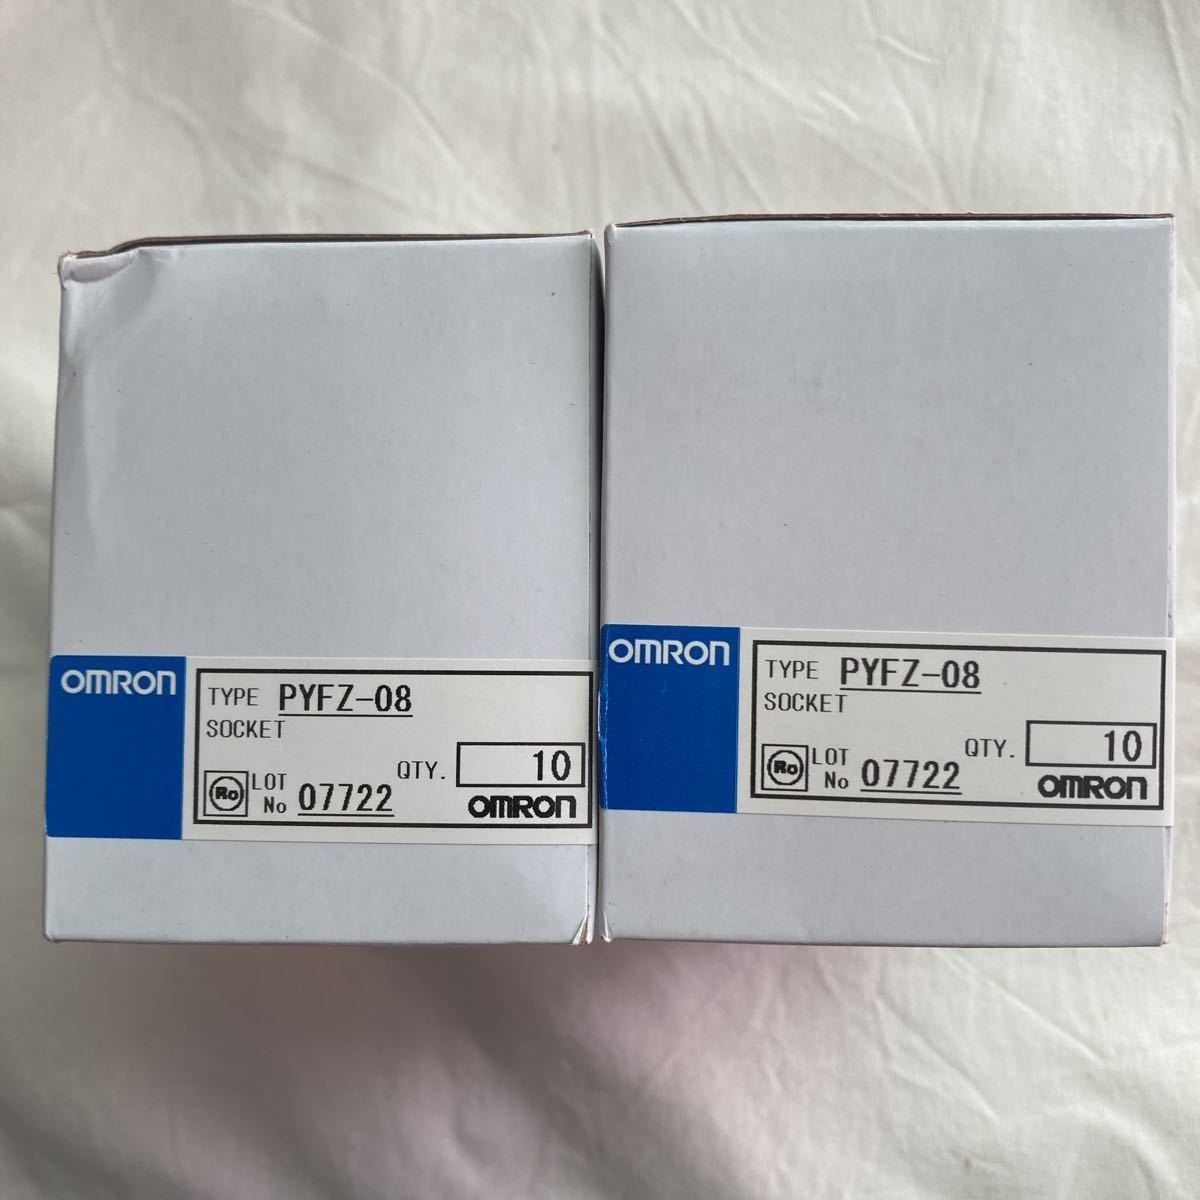 OMRON
TYPE PYFZ-08
SOCKET
QTY. 10
Ro LOT No 07722
OMRON
OMRON
TYPE PYFZ-08
SOCKET
QTY. 10
Ro LOT No 07722
OMRON